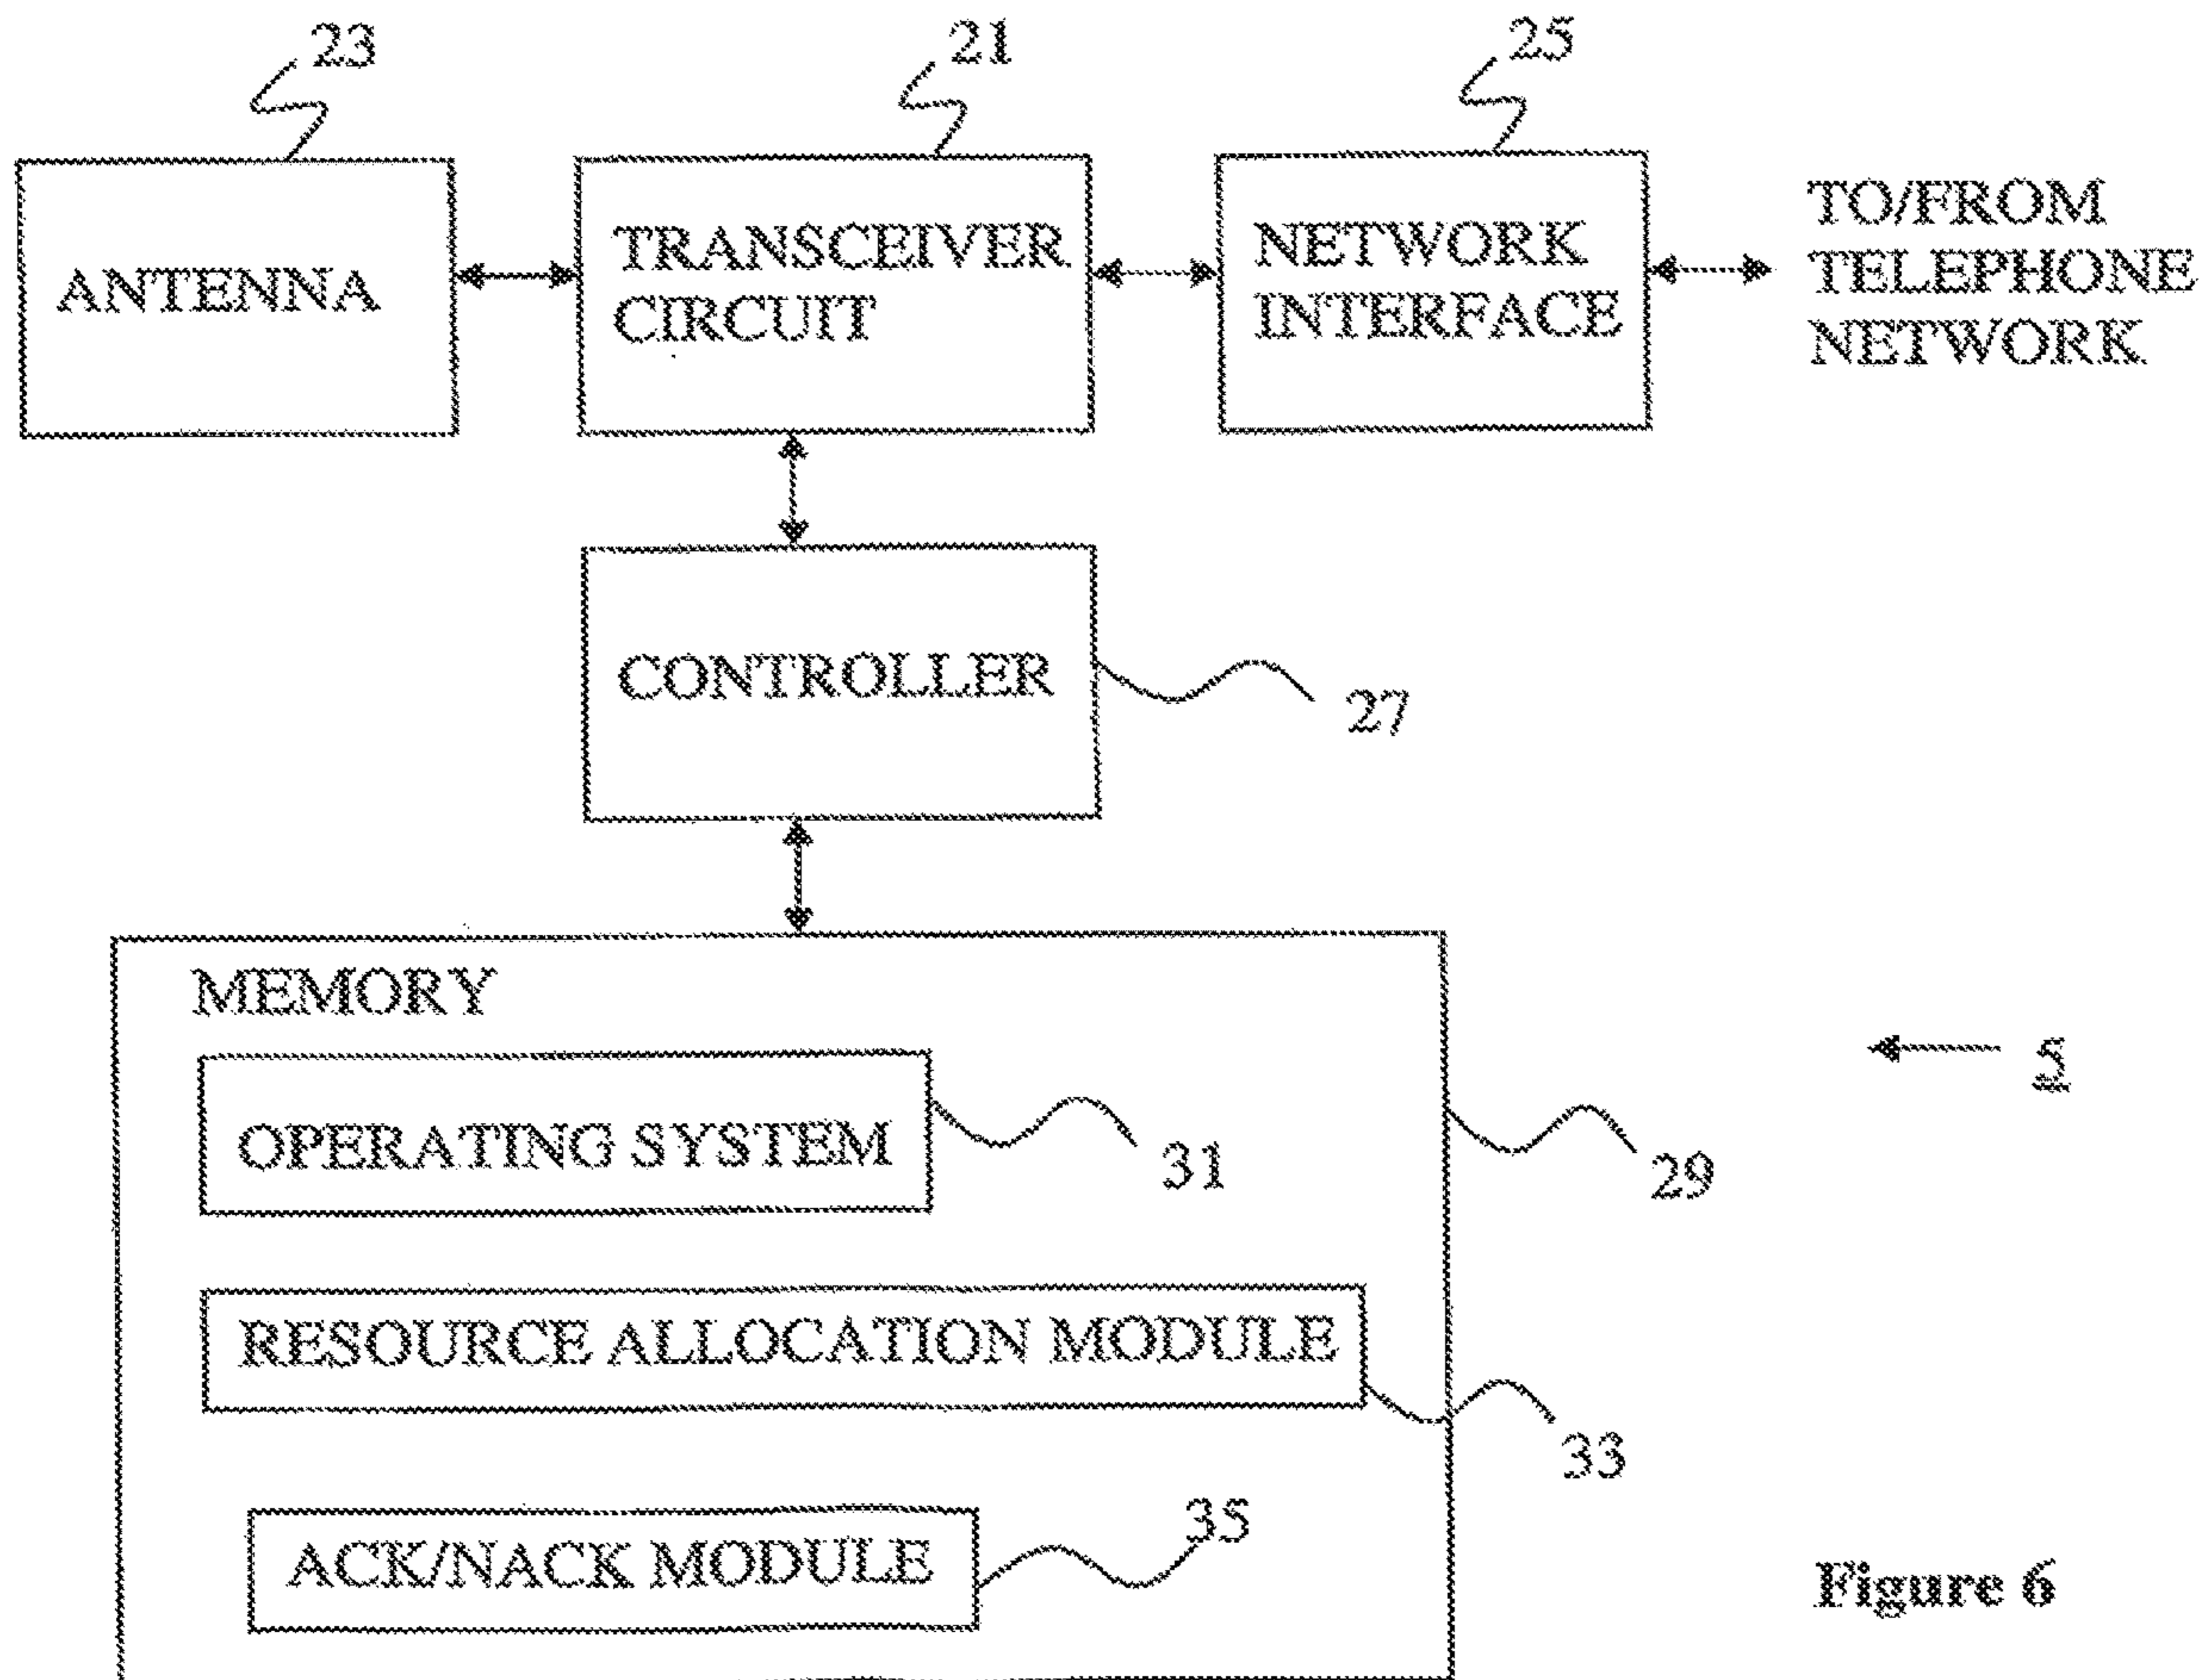 23
21
25
ANTENNA
TRANSCEIVER
CIRCUIT
NETWORK
INTERFACE
TO/FROM
TELEPHONE
NETWORK
CONTROLLER
27
MEMORY
OPERATING SYSTEM
31
5
29
RESOURCE ALLOCATION MODULE
33
ACK/NACK MODULE
35
Figure 6